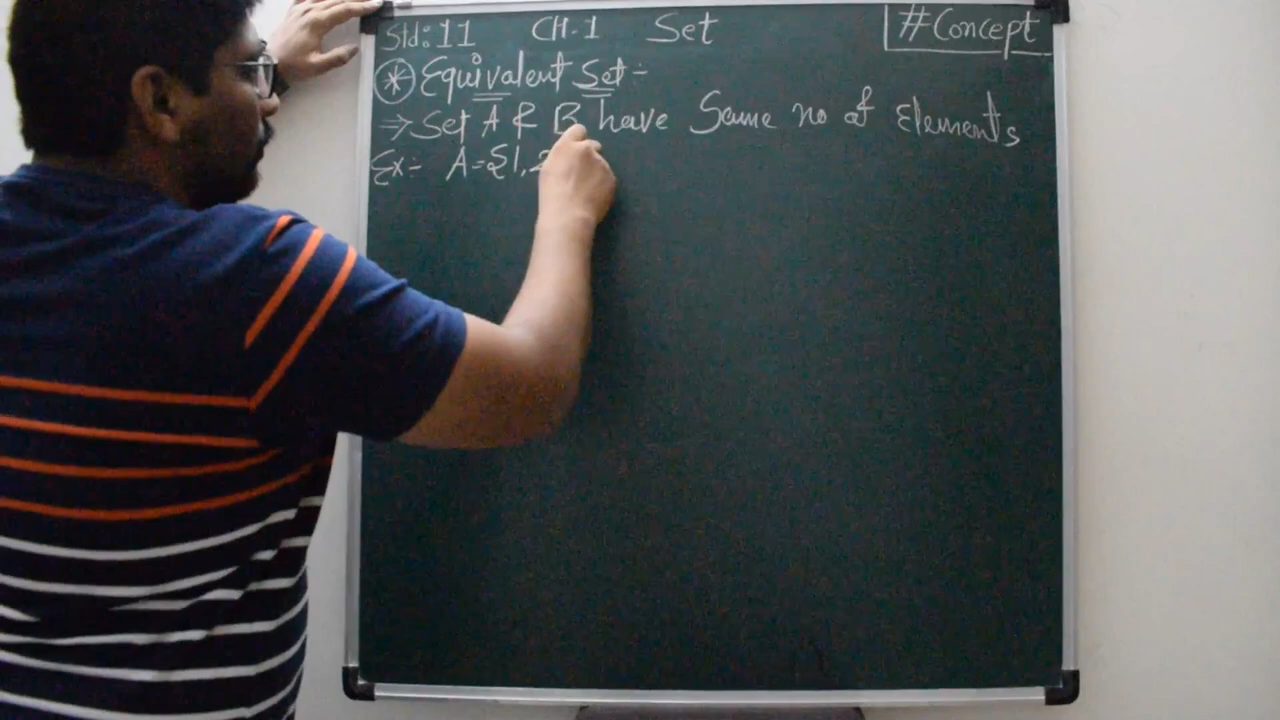 Std: 11 CH.1 Set #Concept
* Equivalent Set :-
⇒ Set A & B have Same no of Elements
Ex :- A = {1, 2